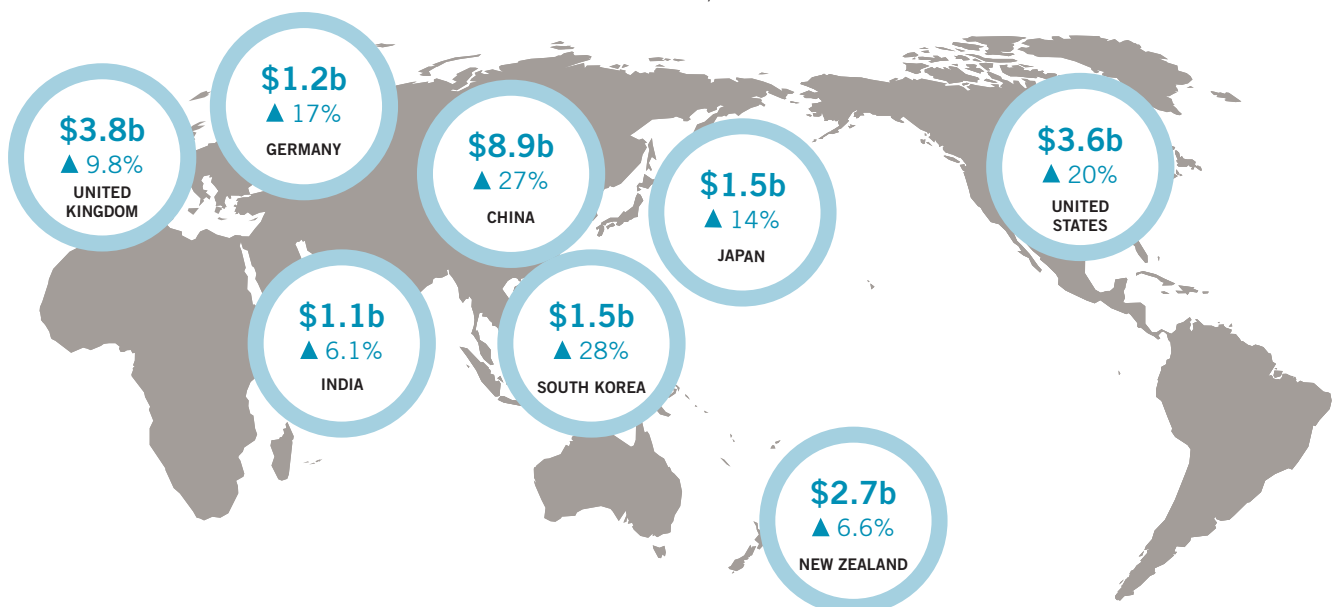 $1.2b
▲ 17%
GERMANY
$3.8b
▲ 9.8%
UNITED
KINGDOM
$8.9b
▲ 27%
CHINA
$1.5b
▲ 14%
JAPAN
$3.6b
▲ 20%
UNITED
STATES
$1.1b
▲ 6.1%
INDIA
$1.5b
▲ 28%
SOUTH KOREA
$2.7b
▲ 6.6%
NEW ZEALAND